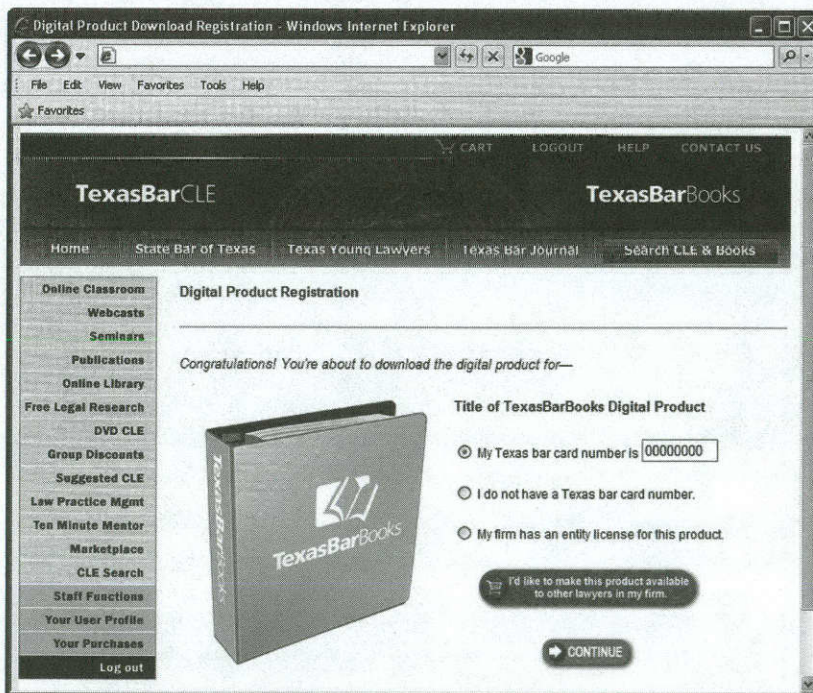 Digital Product Download Registration - Windows Internet Explorer
Google
File Edit View Favorites Tools Help
Favorites
CART LOGOUT HELP CONTACT US
TexasBarCLE TexasBarBooks
Home State Bar of Texas Texas Young Lawyers Texas Bar Journal Search CLE & Books
Online Classroom
Webcasts
Seminars
Publications
Online Library
Free Legal Research
DVD CLE
Group Discounts
Suggested CLE
Law Practice Mgmt
Ten Minute Mentor
Marketplace
CLE Search
Staff Functions
Your User Profile
Your Purchases
Log out
Digital Product Registration
Congratulations! You're about to download the digital product for—
TexasBarBooks
TexasBarBooks
Title of TexasBarBooks Digital Product
My Texas bar card number is 00000000
I do not have a Texas bar card number.
My firm has an entity license for this product.
I'd like to make this product available
to other lawyers in my firm.
CONTINUE